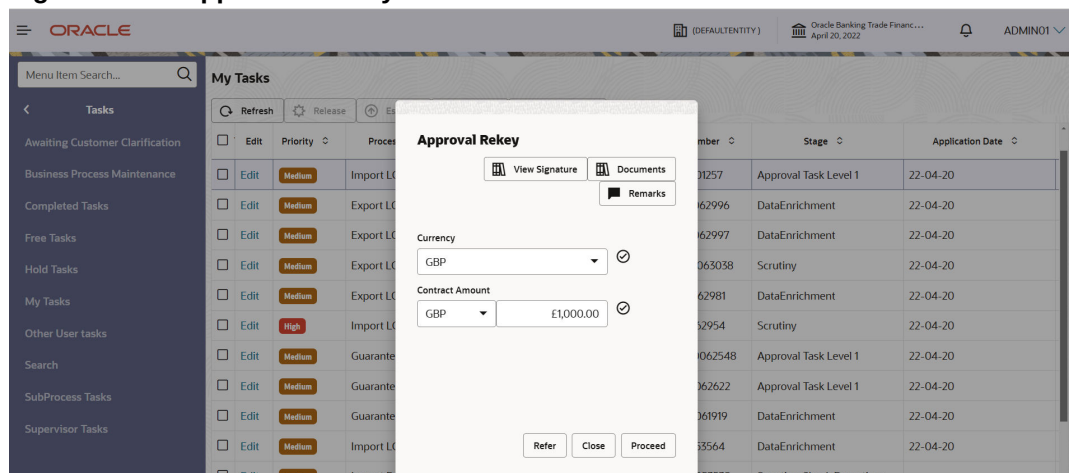 ORACLE
(DEFAULTENTITY)
Oracle Banking Trade Financ...
April 20, 2022
ADMIN01
Menu Item Search...
Tasks
Awaiting Customer Clarification
Business Process Maintenance
Completed Tasks
Free Tasks
Hold Tasks
My Tasks
Other User tasks
Search
SubProcess Tasks
Supervisor Tasks
My Tasks
Refresh Release Es
Edit Priority Proces mber Stage Application Date
Edit Medium Import LC 01257 Approval Task Level 1 22-04-20
Edit Medium Export LC 062996 DataEnrichment 22-04-20
Edit Medium Export LC 062997 DataEnrichment 22-04-20
Edit Medium Export LC 063038 Scrutiny 22-04-20
Edit Medium Export LC 62981 DataEnrichment 22-04-20
Edit High Import LC 52954 Scrutiny 22-04-20
Edit Medium Guarante 062548 Approval Task Level 1 22-04-20
Edit Medium Guarante 062622 Approval Task Level 1 22-04-20
Edit Medium Guarante 061919 DataEnrichment 22-04-20
Edit Medium Import LC 53564 DataEnrichment 22-04-20
Approval Rekey
View Signature Documents
Remarks
Currency
GBP
Contract Amount
GBP £1,000.00
Refer Close Proceed